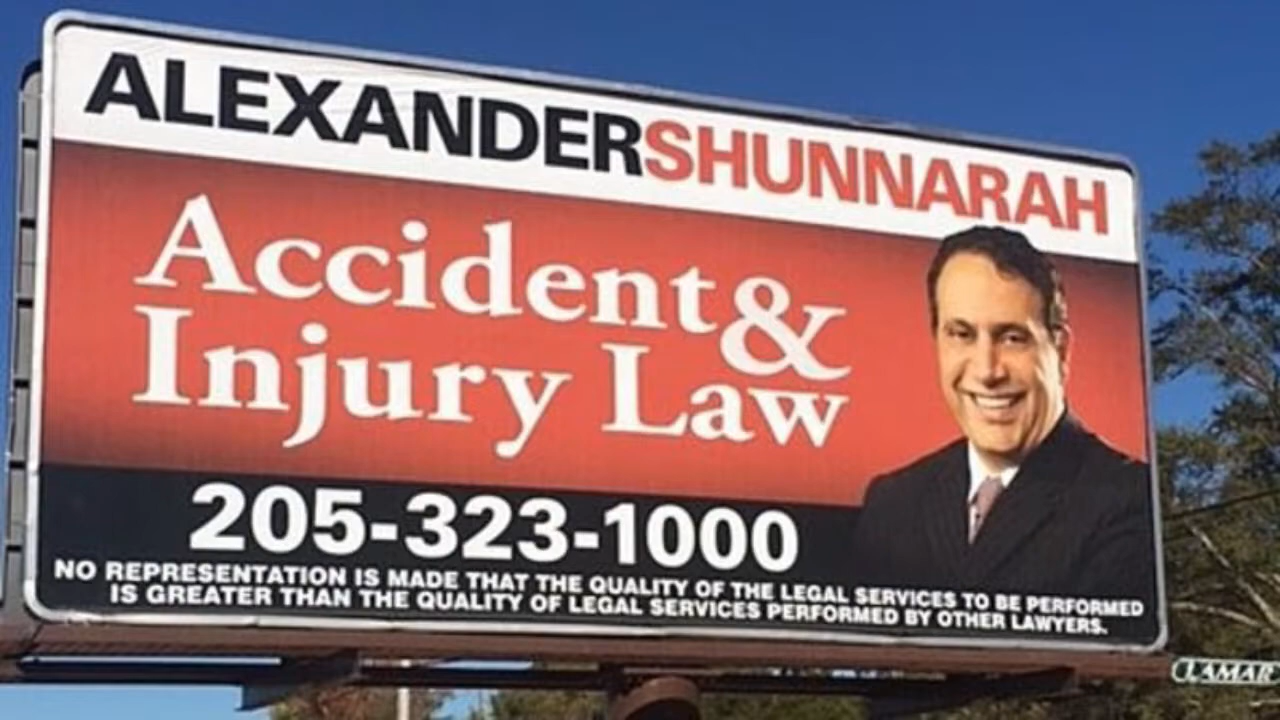 ALEXANDERSHUNNARAH
Accident &
Injury Law
205-323-1000
NO REPRESENTATION IS MADE THAT THE QUALITY OF THE LEGAL SERVICES TO BE PERFORMED
IS GREATER THAN THE QUALITY OF LEGAL SERVICES PERFORMED BY OTHER LAWYERS.
LAMAR